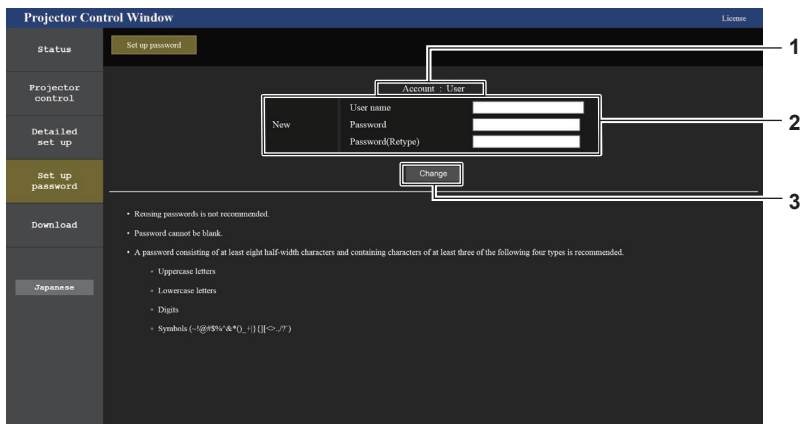 Projector Control Window
License
Status
Set up password
1
Projector
control
Account : User
New
User name
Password
Password(Retype)
2
Detailed
set up
Set up
password
Change
3
• Reusing passwords is not recommended.
• Password cannot be blank.
• A password consisting of at least eight half-width characters and containing characters of at least three of the following four types is recommended.
◦ Uppercase letters
◦ Lowercase letters
◦ Digits
◦ Symbols (~!@#$%^&*()_+|}{][<>../?`)
Download
Japanese